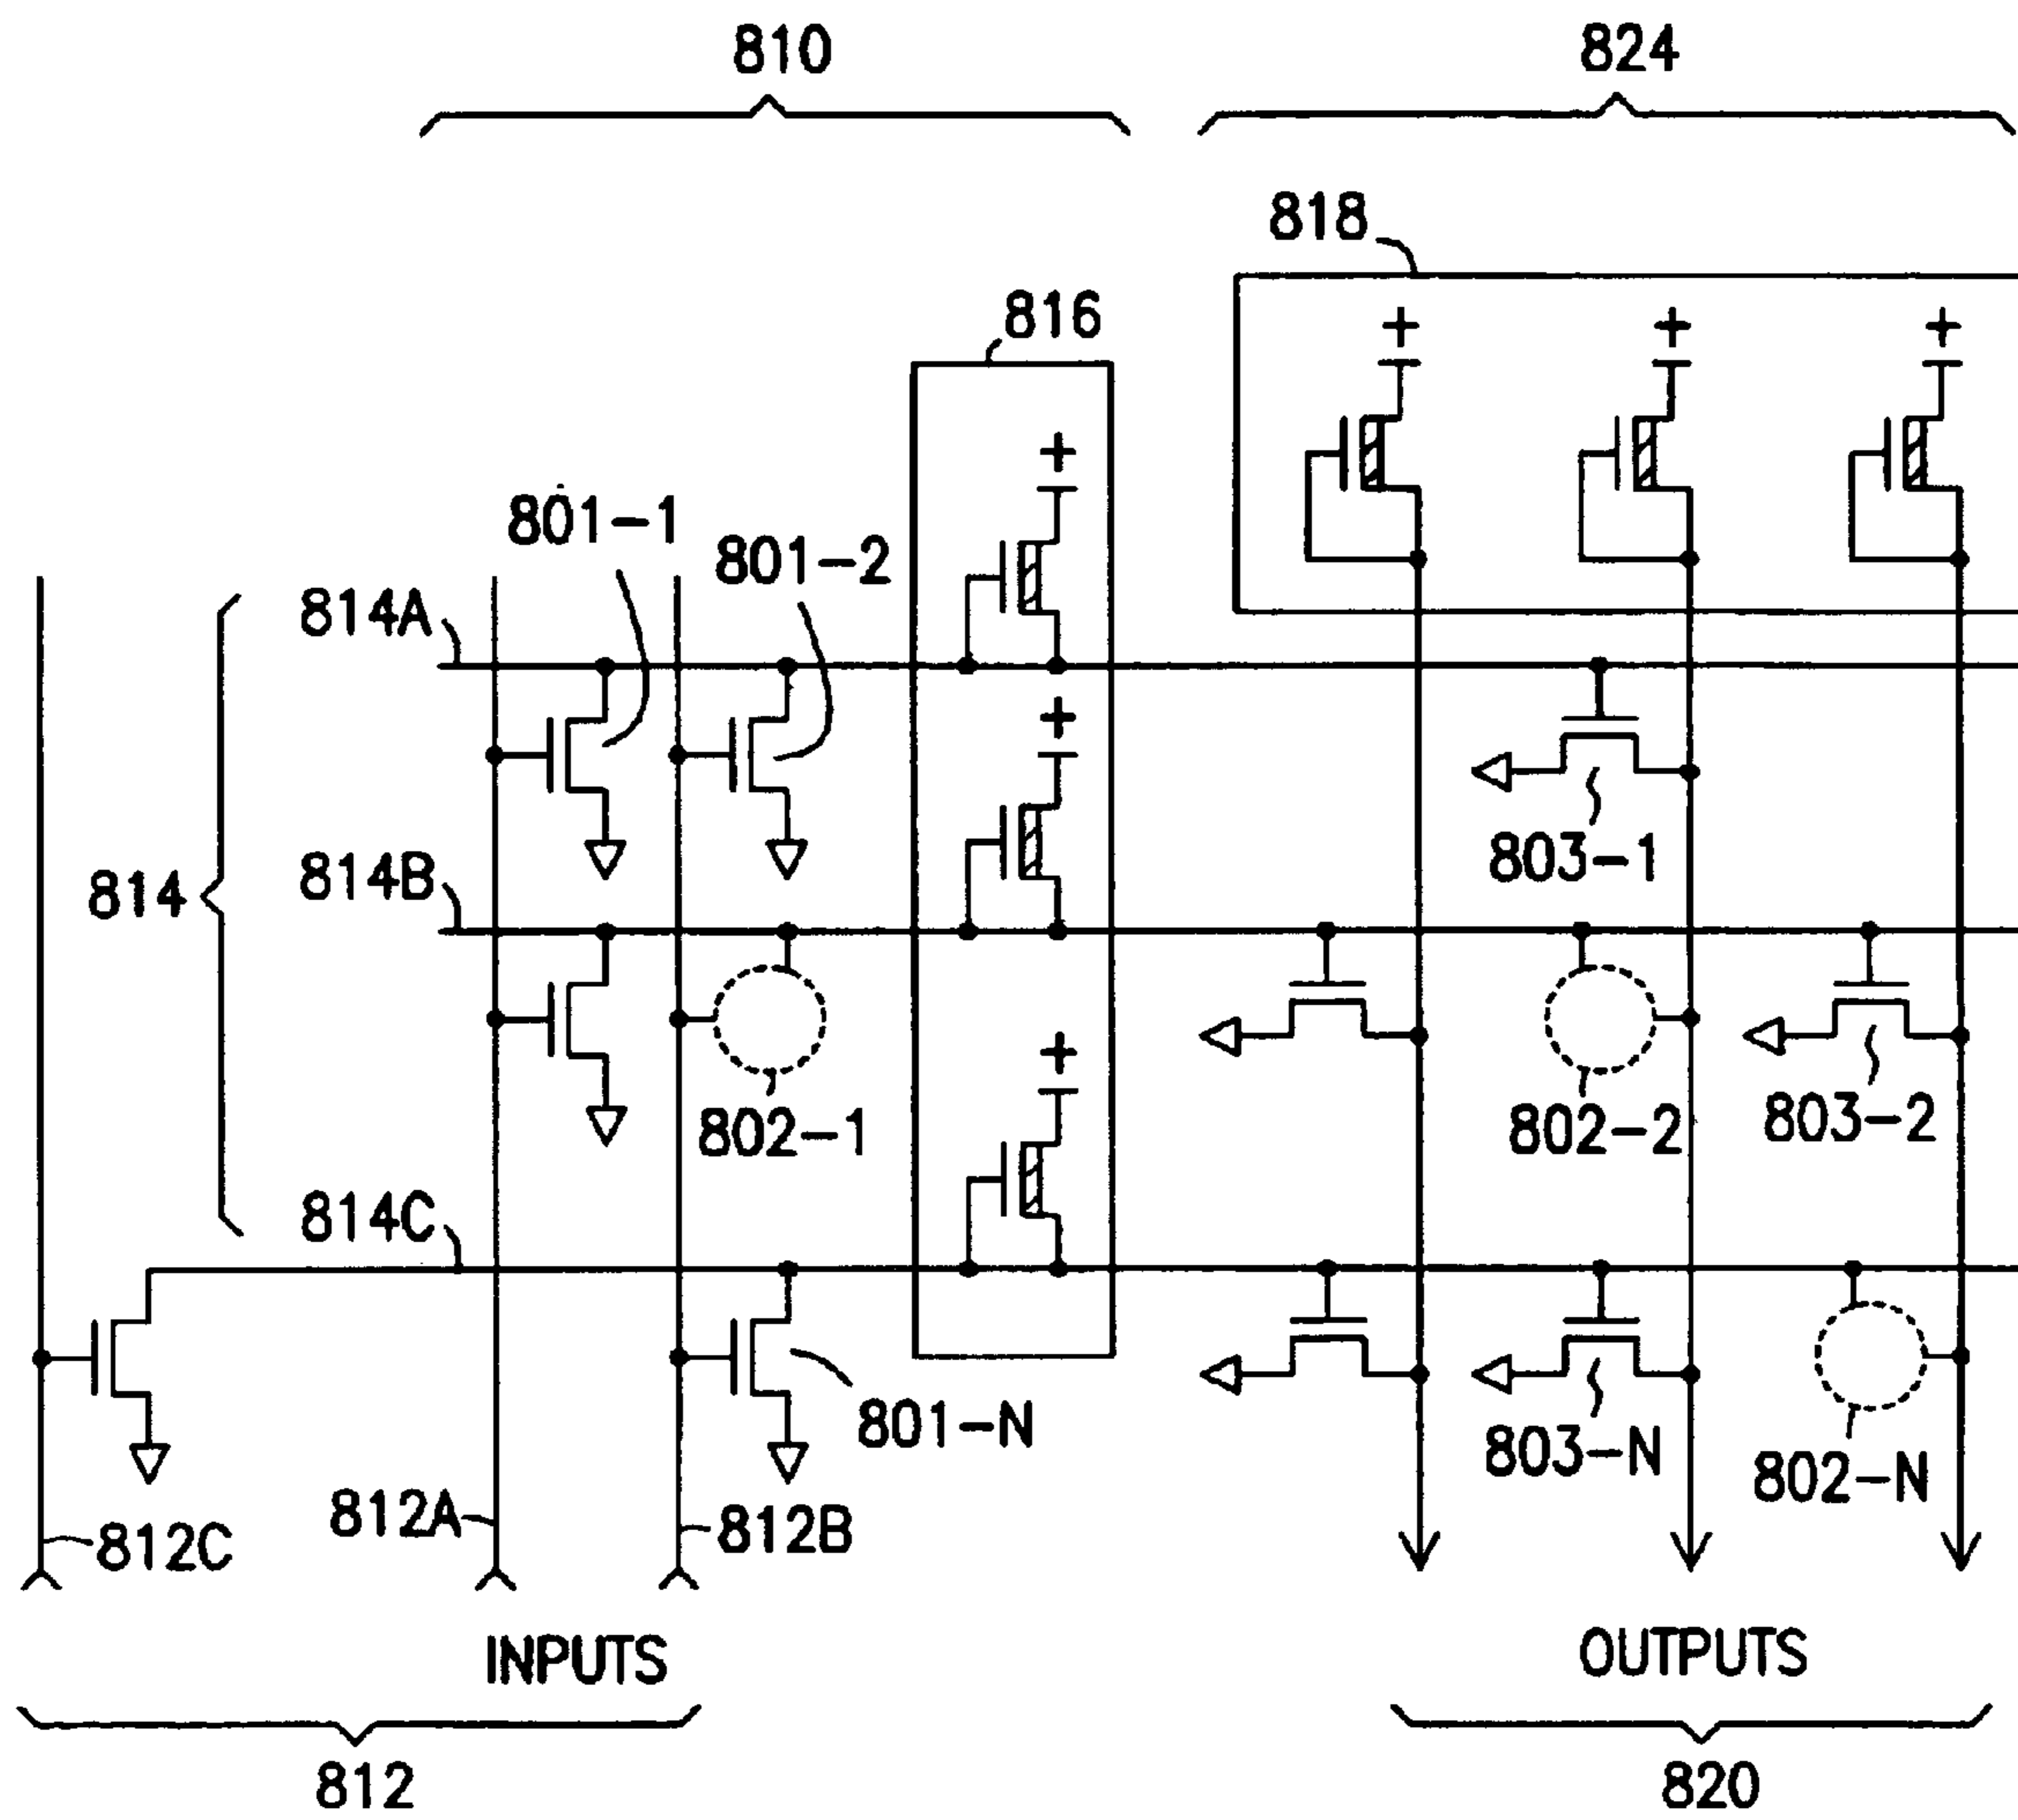 810
824
818
816
+
+
+
+
801-1
801-2
814A
+
803-1
814B
814
+
802-1
802-2
803-2
814C
801-N
803-N
802-N
812A
812B
812C
INPUTS
OUTPUTS
812
820